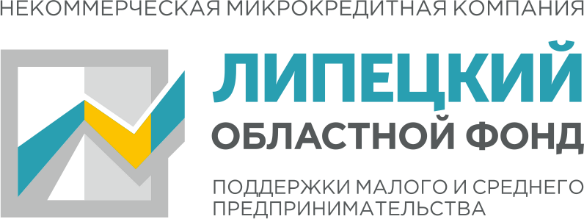 НЕКОММЕРЧЕСКАЯ МИКРОКРЕДИТНАЯ КОМПАНИЯ
ЛИПЕЦКИЙ
ОБЛАСТНОЙ ФОНД
ПОДДЕРЖКИ МАЛОГО И СРЕДНЕГО
ПРЕДПРИНИМАТЕЛЬСТВА